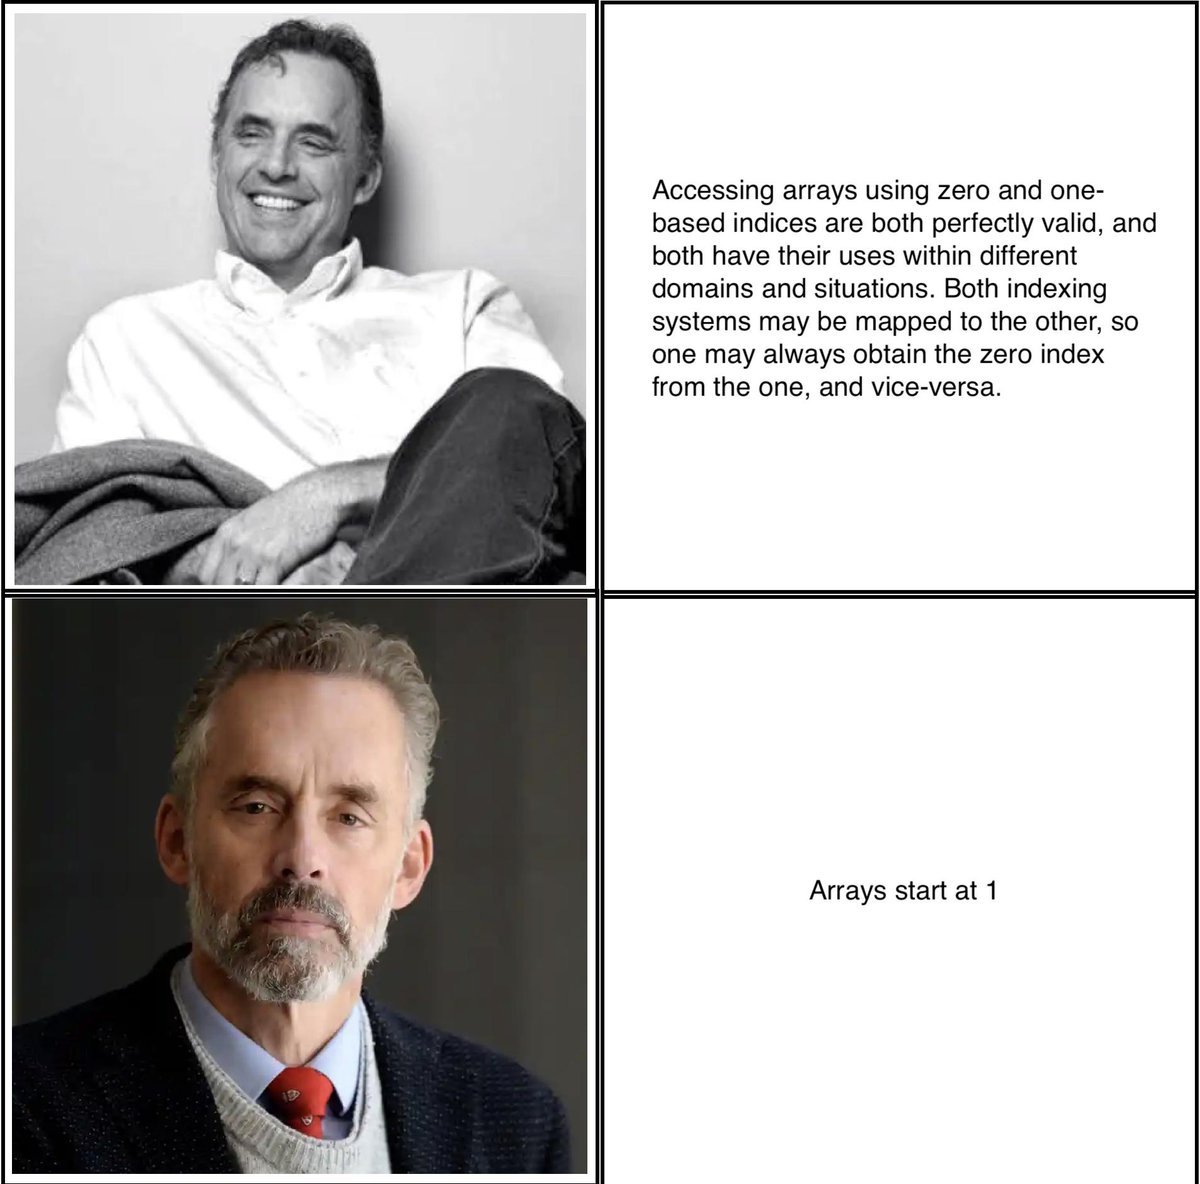 Accessing arrays using zero and one-
based indices are both perfectly valid, and
both have their uses within different
domains and situations. Both indexing
systems may be mapped to the other, so
one may always obtain the zero index
from the one, and vice-versa.
Arrays start at 1